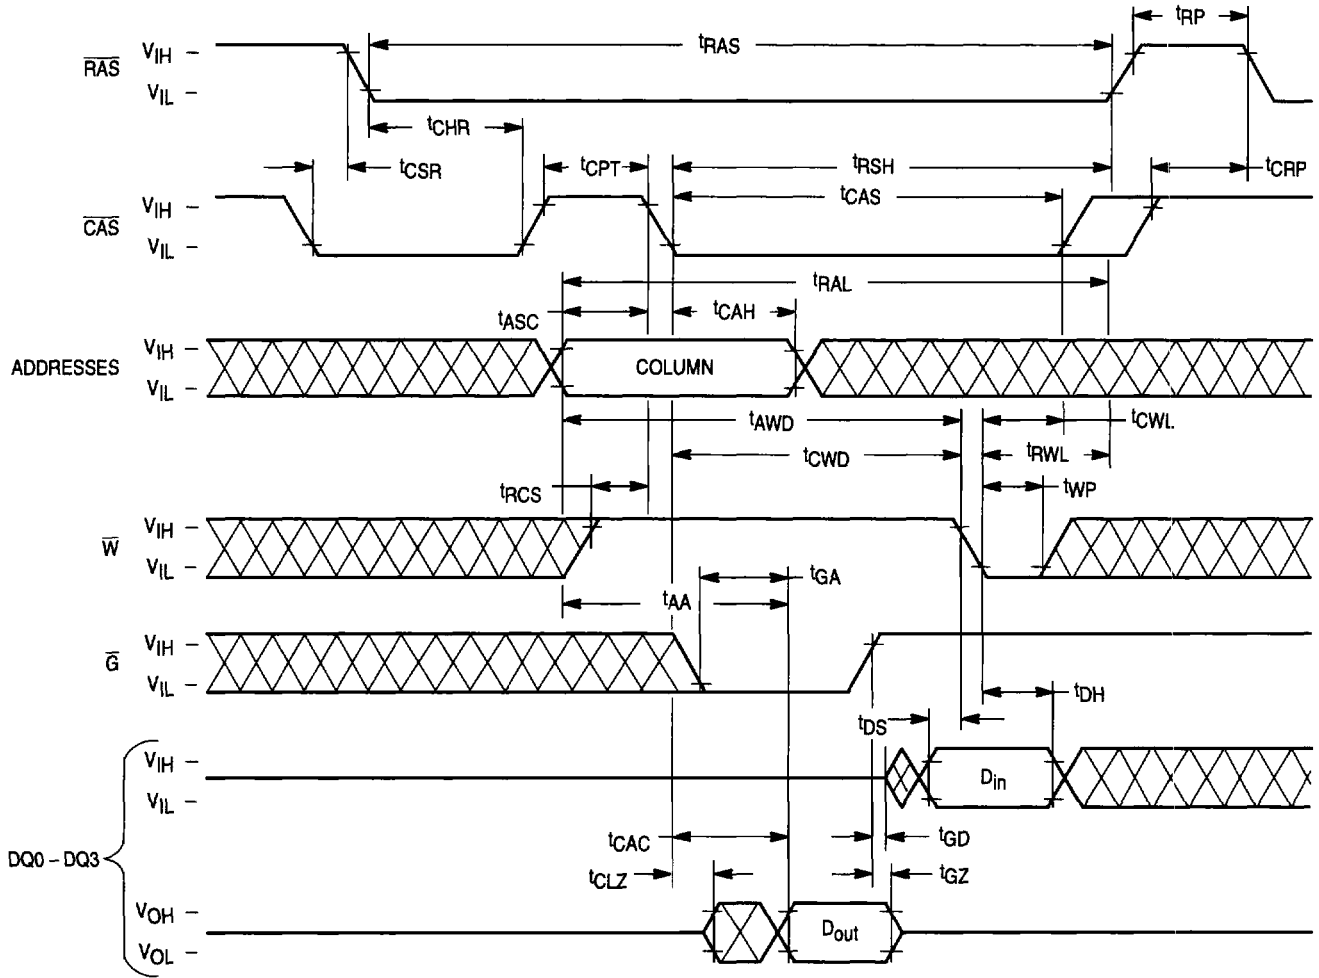 tRP
RAS VIH
tRAS
VIL
tCHR
tCSR tCPT tRSH tCRP
CAS VIH
tCAS
VIL
tRAL
tASC tCAH
ADDRESSES VIH
COLUMN
VIL
tAWD tCWL
tCWD tRWL
tRCS tWP
W VIH
VIL
tGA
tAA
G VIH
VIL
tDH
tDS
VIH
Din
VIL
tCAC tGD
DQ0 – DQ3
tCLZ tGZ
VOH
Dout
VOL